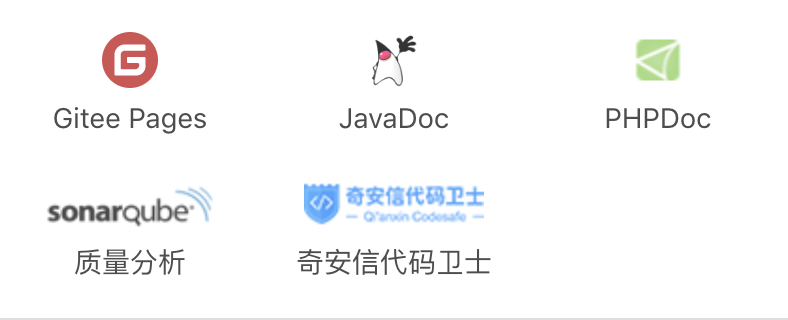 Gitee Pages
JavaDoc
PHPDoc
sonarqube
质量分析
奇安信代码卫士
Qi'anxin Codesafe
奇安信代码卫士